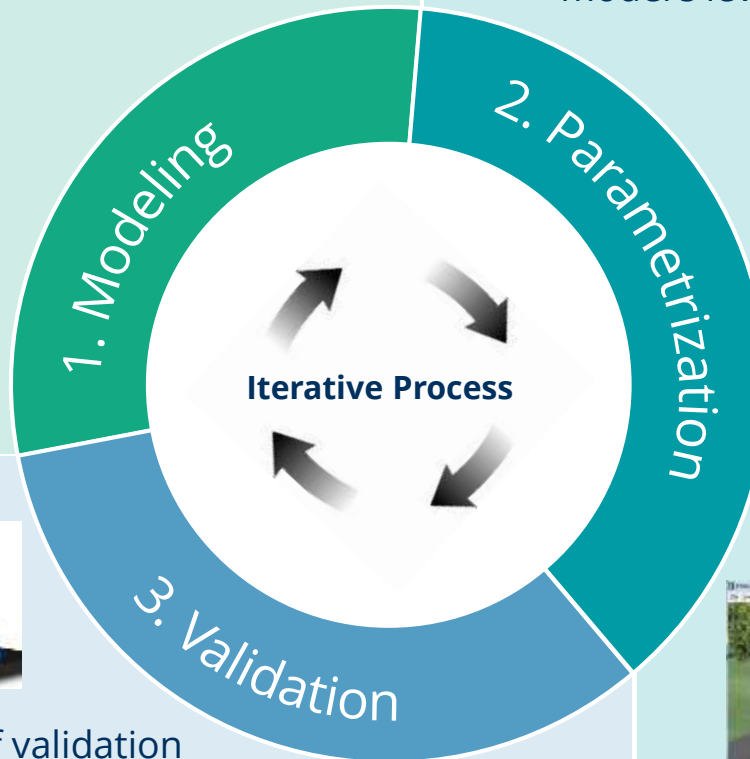 1. Modeling
2. Parametrization
Iterative Process
3. Validation
validation